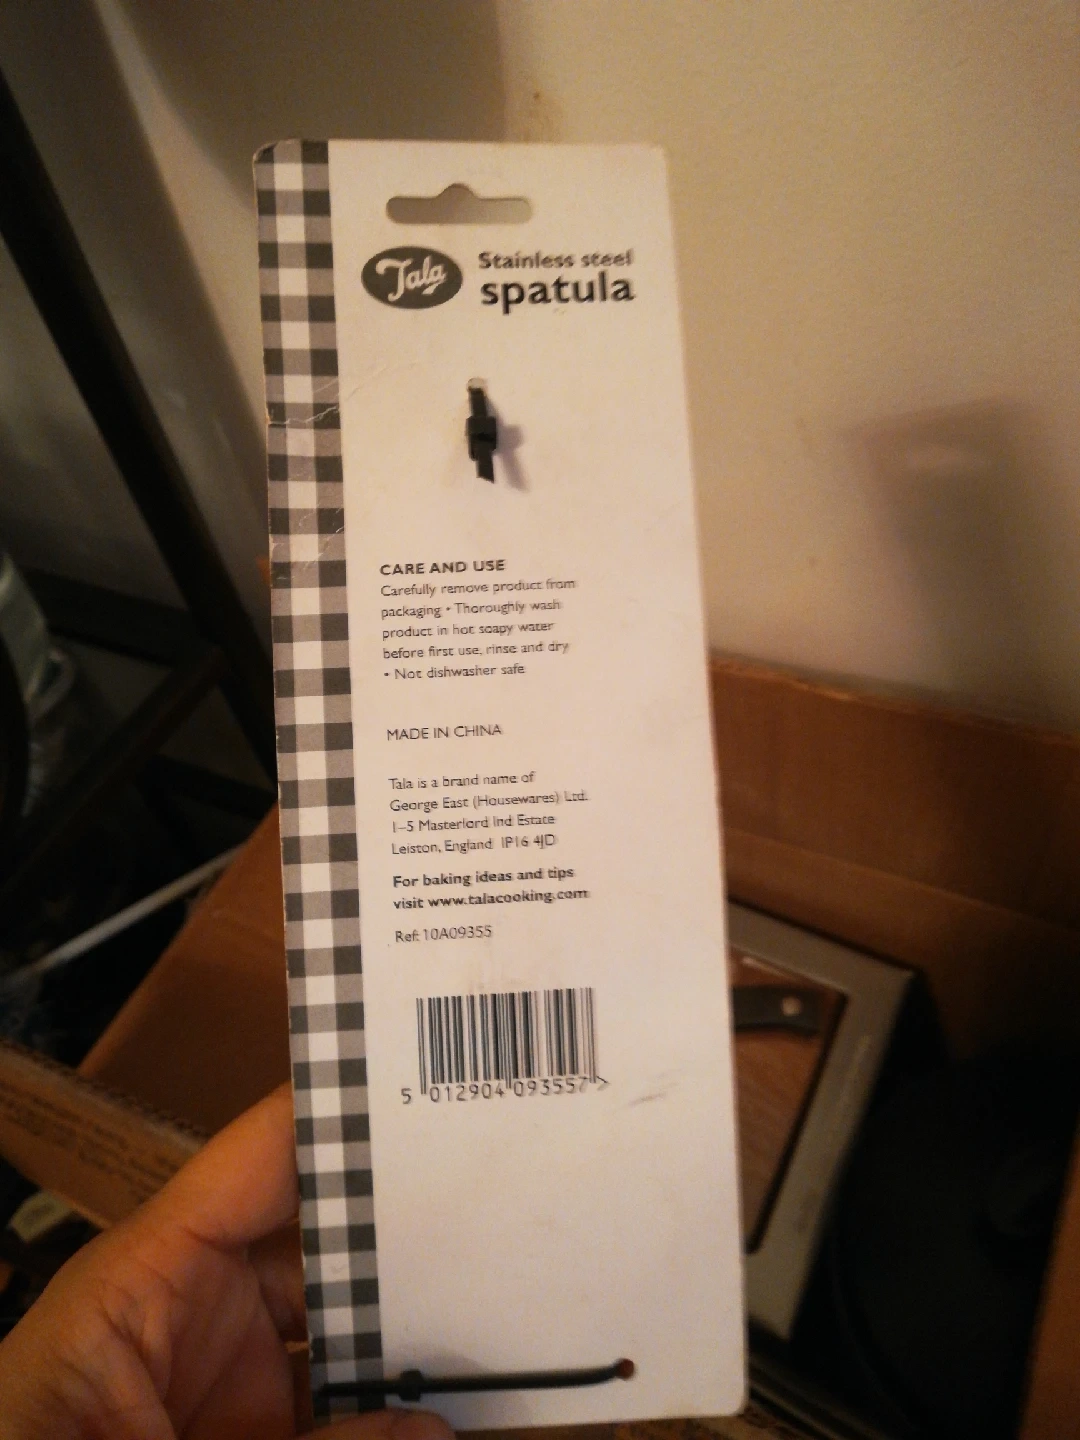 Tala
Stainless steel
spatula
CARE AND USE
Carefully remove product from
packaging • Thoroughly wash
product in hot soapy water
before first use, rinse and dry
• Not dishwasher safe
MADE IN CHINA
Tala is a brand name of
George East (Housewares) Ltd.
1-5 Masterlord Ind Estate
Leiston, England IP16 4JD
For baking ideas and tips
visit www.talacooking.com
Ref: 10A09355
5 012904 093557 >